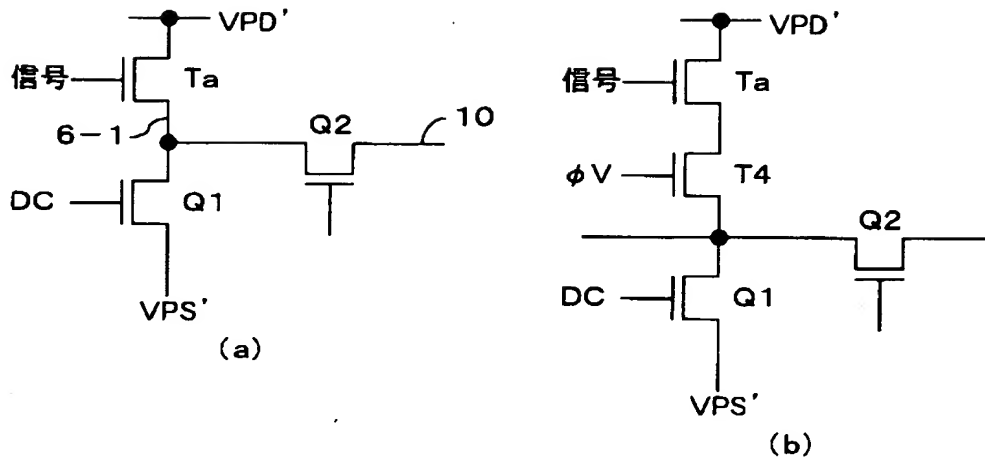 VPD'
信号
Ta
6-1
Q2
10
DC
Q1
VPS'
(a)
VPD'
信号
Ta
φV
T4
Q2
DC
Q1
VPS'
(b)